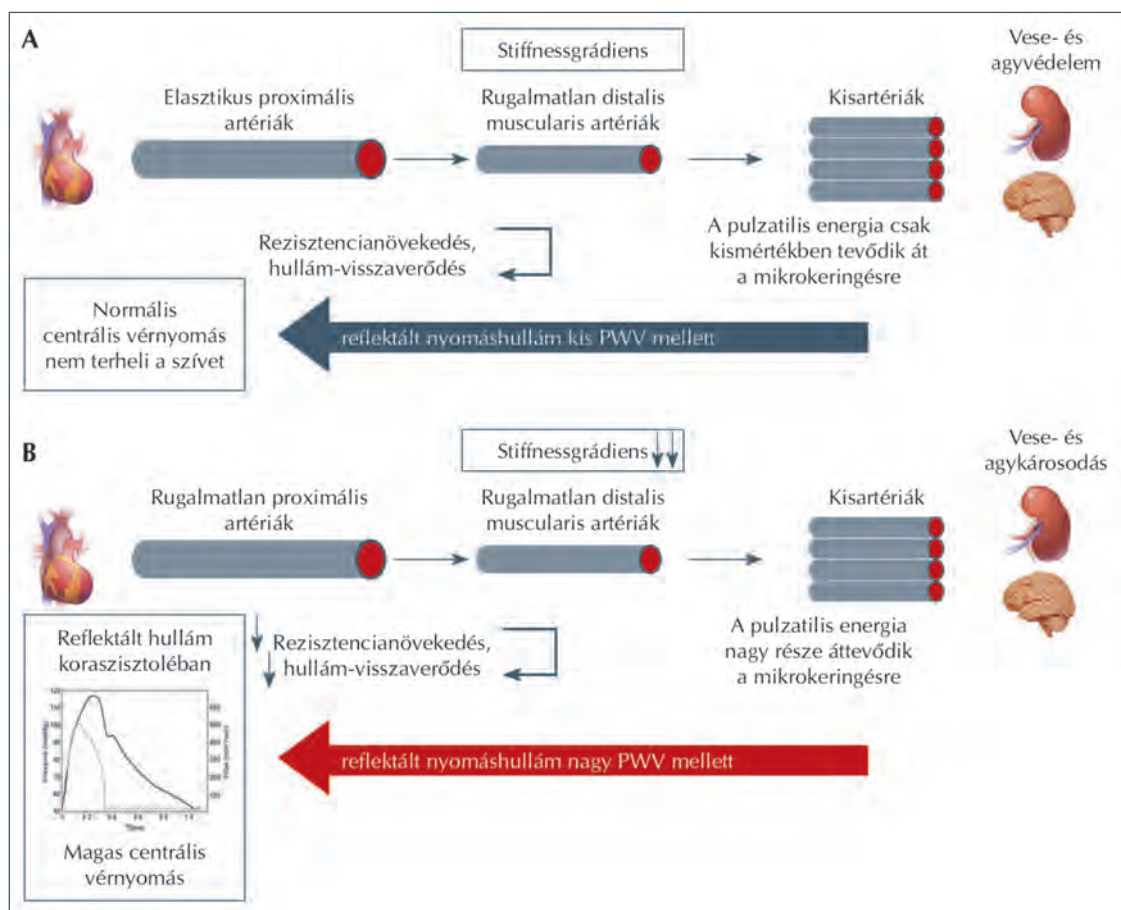 A
Stiffnessgrádiens
Vese- és
agyvédelem
Elasztikus proximális
artériák
Rugalmatlan distalis
muscularis artériák
Kisartériák
Rezisztencianövekedés,
hullám-visszaverődés
A pulzatilis energia csak
kismértékben tevődik át
a mikrokeringésre
Normális
centrális vérnyomás
nem terheli a szívet
reflektált nyomáshullám kis PWV mellett
B
Stiffnessgrádiens
Vese- és
agykárosodás
Rugalmatlan proximális
artériák
Rugalmatlan distalis
muscularis artériák
Kisartériák
Reflektált hullám
koraszisztoléban
Rezisztencianövekedés,
hullám-visszaverődés
A pulzatilis energia
nagy része áttevődik
a mikrokeringésre
reflektált nyomáshullám nagy PWV mellett
Magas centrális
vérnyomás